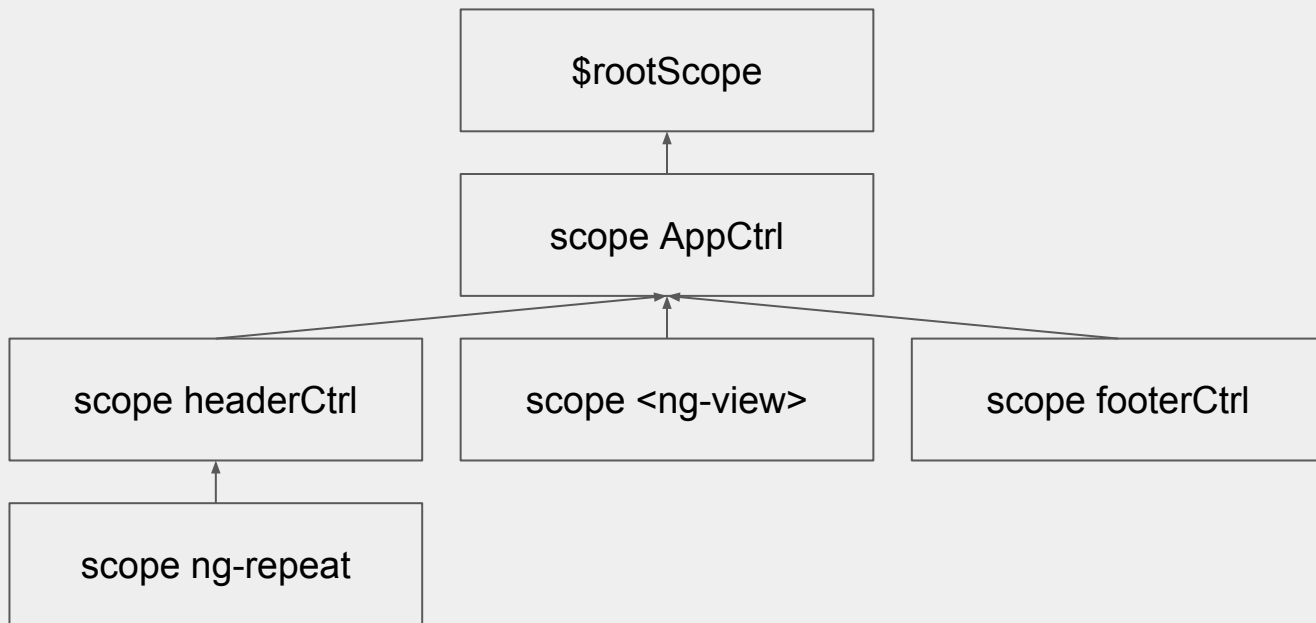 $rootScope
scope AppCtrl
scope headerCtrl
scope <ng-view>
scope footerCtrl
scope ng-repeat